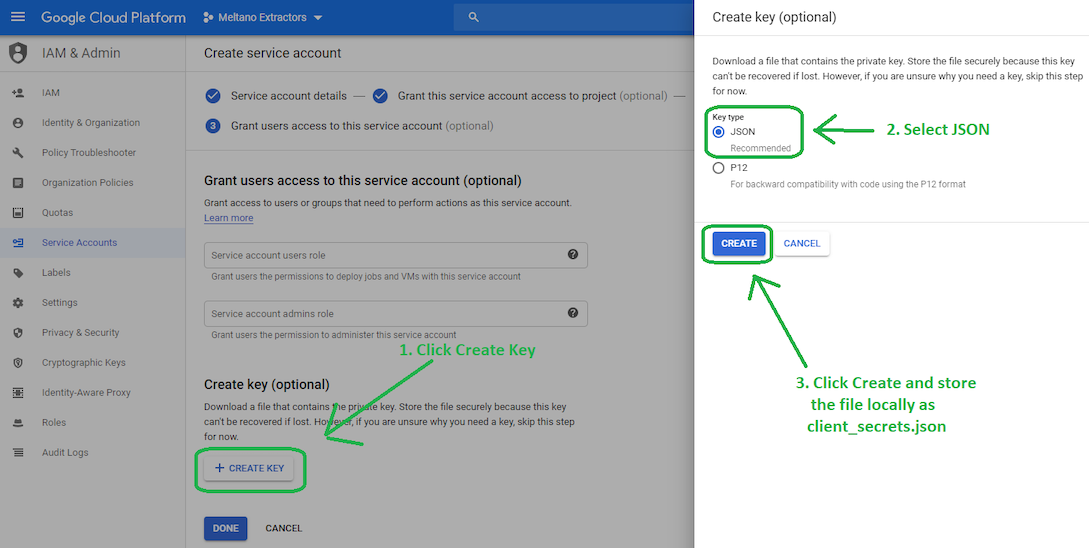 Google Cloud Platform
Meltano Extractors
IAM & Admin
IAM
Identity & Organization
Policy Troubleshooter
Organization Policies
Quotas
Service Accounts
Labels
Settings
Privacy & Security
Cryptographic Keys
Identity-Aware Proxy
Roles
Audit Logs
Create service account
Service account details — Grant this service account access to project (optional) —
3 Grant users access to this service account (optional)
Grant users access to this service account (optional)
Grant access to users or groups that need to perform actions as this service account.
Learn more
Service account users role
Grant users the permissions to deploy jobs and VMs with this service account
Service account admins role
Grant users the permission to administer this service account
1. Click Create Key
Create key (optional)
Download a file that contains the private key. Store the file securely because this key
can't be recovered if lost. However, if you are unsure why you need a key, skip this step
for now.
+ CREATE KEY
DONE CANCEL
Create key (optional)
Download a file that contains the private key. Store the file securely because this key
can't be recovered if lost. However, if you are unsure why you need a key, skip this step
for now.
Key type
JSON
Recommended
2. Select JSON
P12
For backward compatibility with code using the P12 format
CREATE CANCEL
3. Click Create and store
the file locally as
client_secrets.json